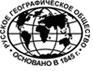 РУССКОЕ ГЕОГРАФИЧЕСКОЕ ОБЩЕСТВО
• ОСНОВАНО В 1845 г. •